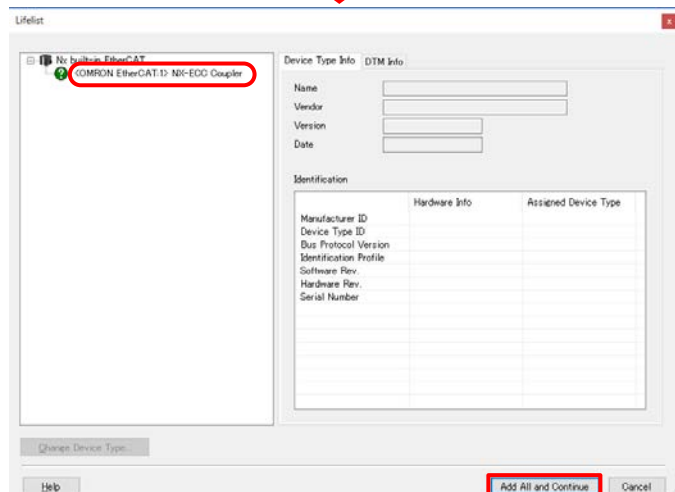 Lifelist
x
Nx builtin EtherCAT
<OMRON EtherCAT:1> NX-ECC Coupler
Device Type Info DTM Info
Name
Vendor
Version
Date
Identification
Hardware Info Assigned Device Type
Manufacturer ID
Device Type ID
Bus Protocol Version
Identification Profile
Software Rev.
Hardware Rev.
Serial Number
Change Device Type...
Help Add All and Continue Cancel